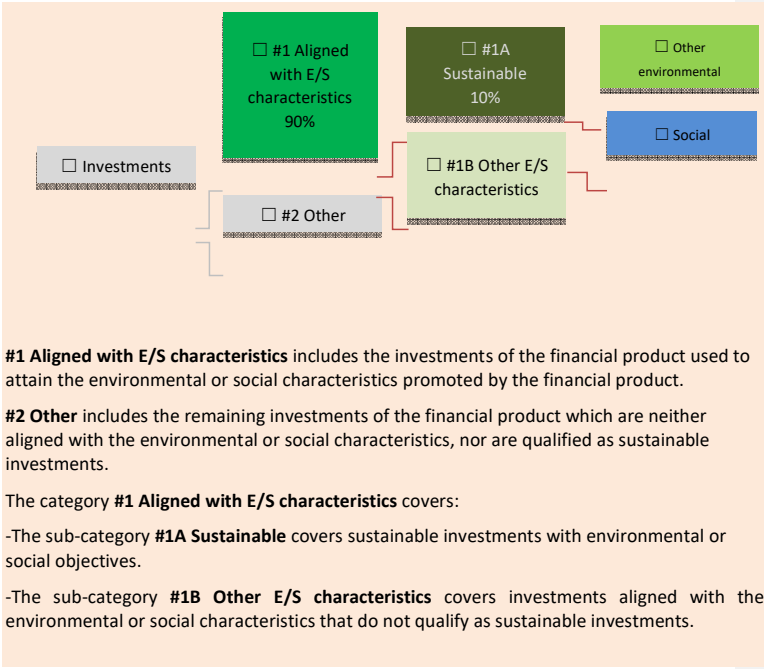 ☐ Investments
☐ #1 Aligned
with E/S
characteristics
90%
☐ #2 Other
☐ #1A
Sustainable
10%
☐ #1B Other E/S
characteristics
☐ Other
environmental
☐ Social
#1 Aligned with E/S characteristics includes the investments of the financial product used to
attain the environmental or social characteristics promoted by the financial product.
#2 Other includes the remaining investments of the financial product which are neither
aligned with the environmental or social characteristics, nor are qualified as sustainable
investments.
The category #1 Aligned with E/S characteristics covers:
-The sub-category #1A Sustainable covers sustainable investments with environmental or
social objectives.
-The sub-category #1B Other E/S characteristics covers investments aligned with the
environmental or social characteristics that do not qualify as sustainable investments.